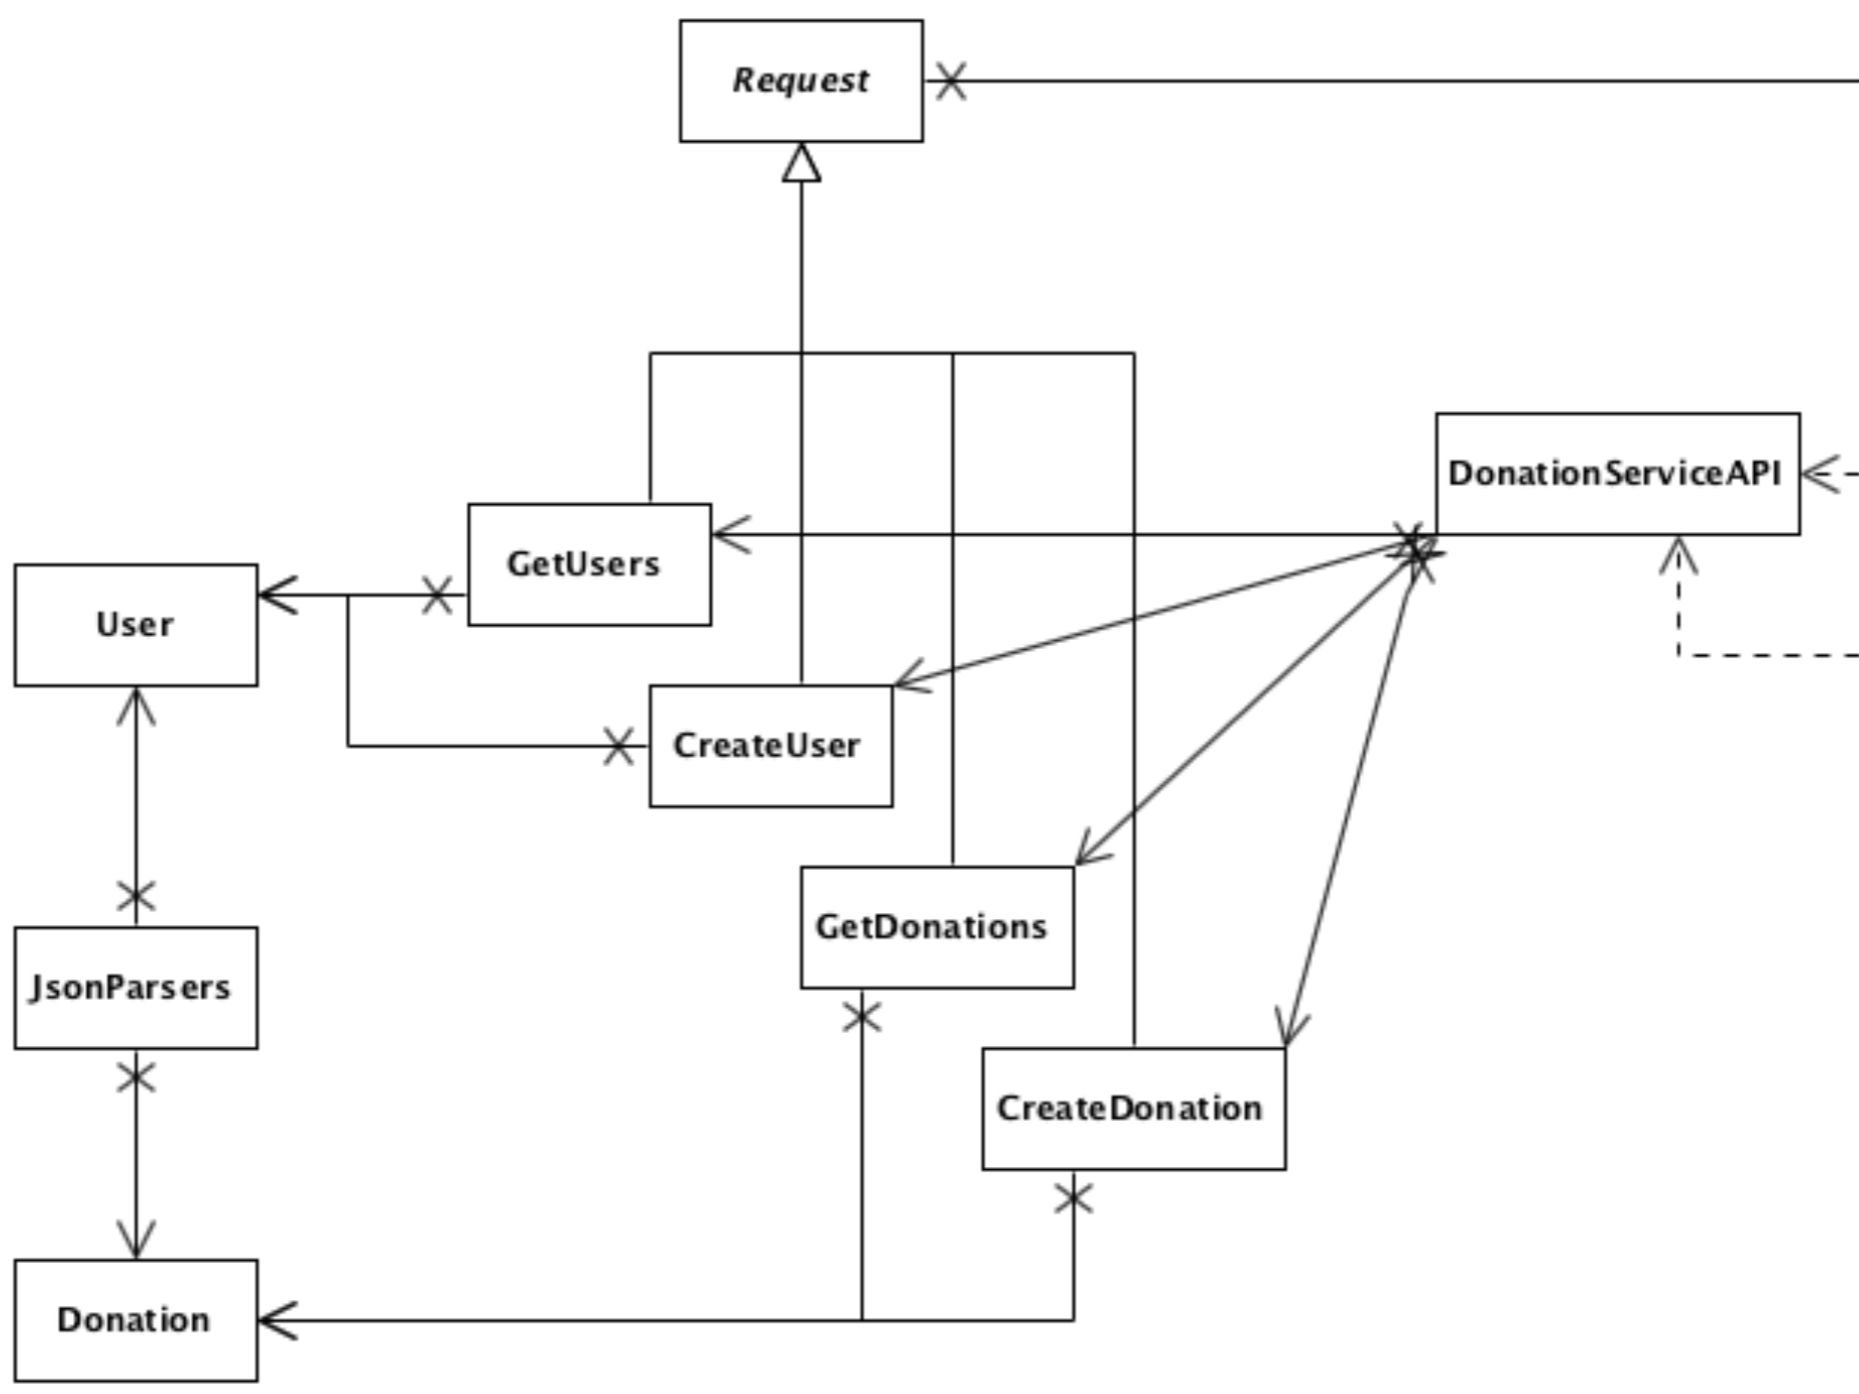 Request
DonationServiceAPI
GetUsers
User
CreateUser
GetDonations
JsonParsers
CreateDonation
Donation